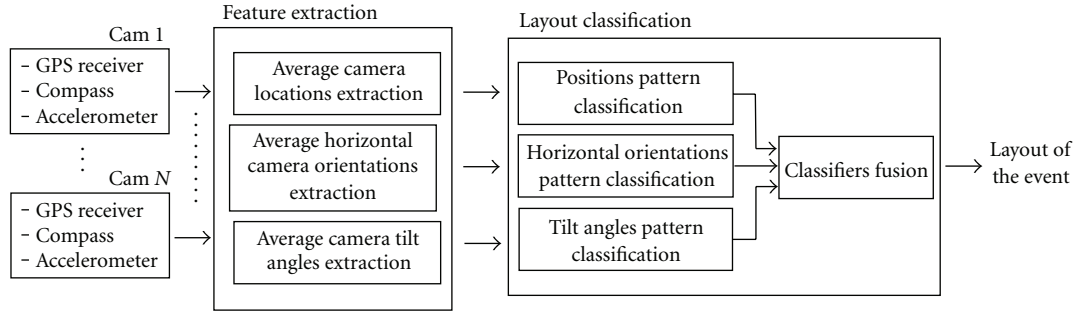 Cam 1
- GPS receiver
- Compass
- Accelerometer
Cam N
- GPS receiver
- Compass
- Accelerometer
Feature extraction
Average camera
locations extraction
Average horizontal
camera orientations
extraction
Average camera tilt
angles extraction
Layout classification
Positions pattern
classification
Horizontal orientations
pattern classification
Tilt angles pattern
classification
Classifiers fusion
Layout of
the event